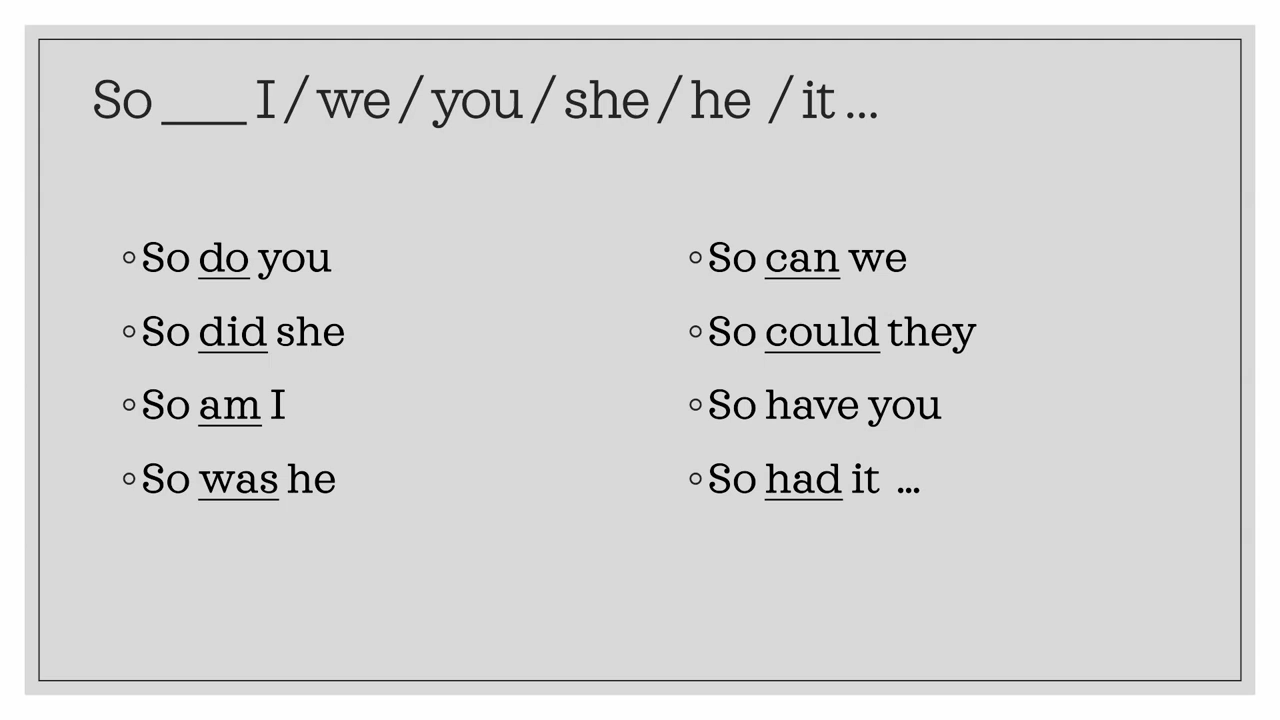 So ___ I / we / you / she / he / it ...
◦So do you
◦So did she
◦So am I
◦So was he
◦So can we
◦So could they
◦So have you
◦So had it ...